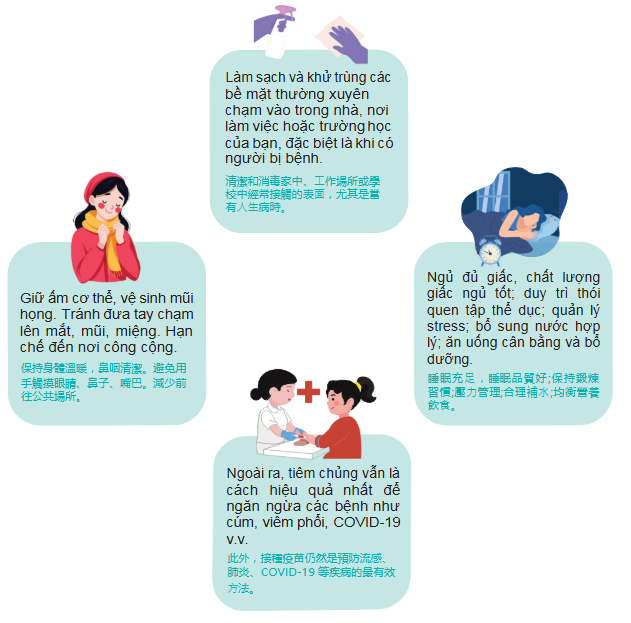 Làm sạch và khử trùng các
bề mặt thường xuyên
chạm vào trong nhà, nơi
làm việc hoặc trường học
của bạn, đặc biệt là khi có
người bị bệnh.
清潔和消毒家中、工作場所或學
校中經常接觸的表面，尤其是當
有人生病時。
Giữ ấm cơ thể, vệ sinh mũi
họng. Tránh đưa tay chạm
lên mắt, mũi, miệng. Hạn
chế đến nơi công cộng.
保持身體溫暖，鼻咽清潔。避免用
手觸摸眼睛、鼻子、嘴巴。減少前
往公共場所。
Ngủ đủ giấc, chất lượng
giấc ngủ tốt; duy trì thói
quen tập thể dục; quản lý
stress; bổ sung nước hợp
lý; ăn uống cân bằng và bổ
dưỡng.
睡眠充足，睡眠品質好;保持鍛煉
習慣;壓力管理;合理補水;均衡營養
飲食。
Ngoài ra, tiêm chủng vẫn là
cách hiệu quả nhất để
ngăn ngừa các bệnh như
cúm, viêm phổi, COVID-19
v.v.
此外，接種疫苗仍然是預防流感、
肺炎、COVID-19 等疾病的最有效
方法。